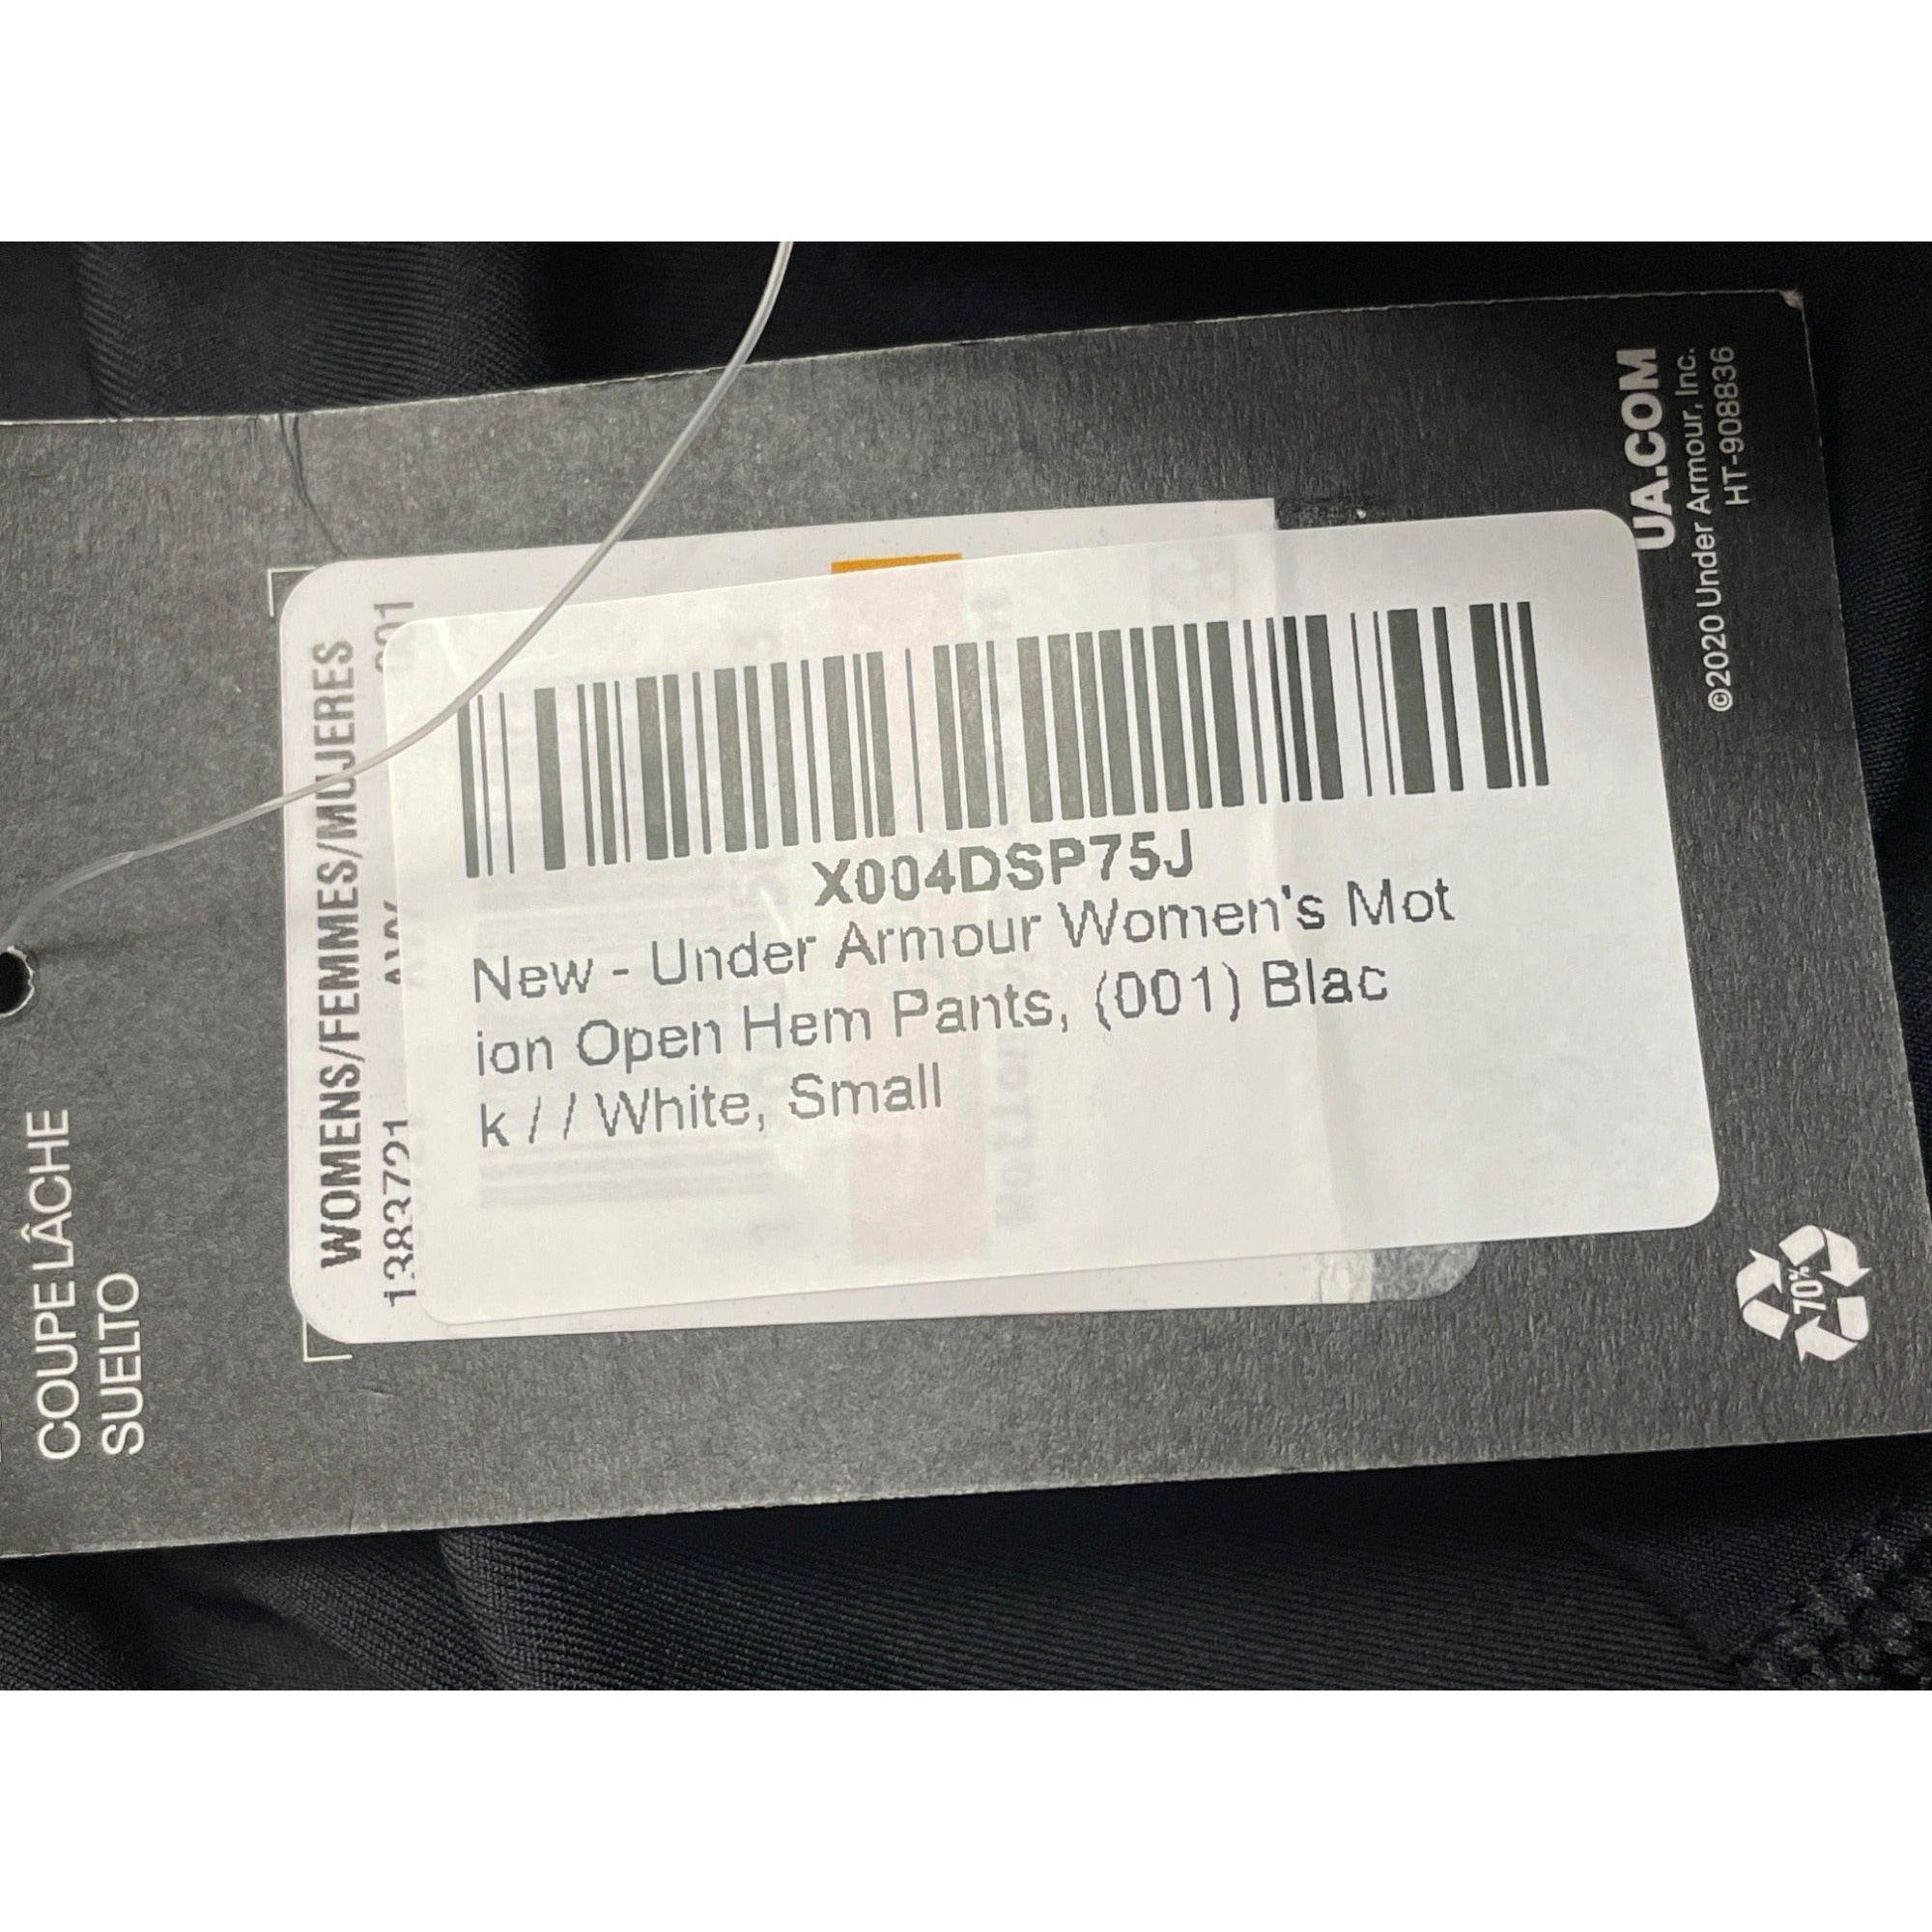 X004DSP75J
New - Under Armour Women's Mot
ion Open Hem Pants, (001) Blac
k / / White, Small
WOMENS/FEMMES/MUJERES
1383721
COUPE LÂCHE
SUELTO
UA.COM
©2020 Under Armour, Inc.
HT-908836
70%